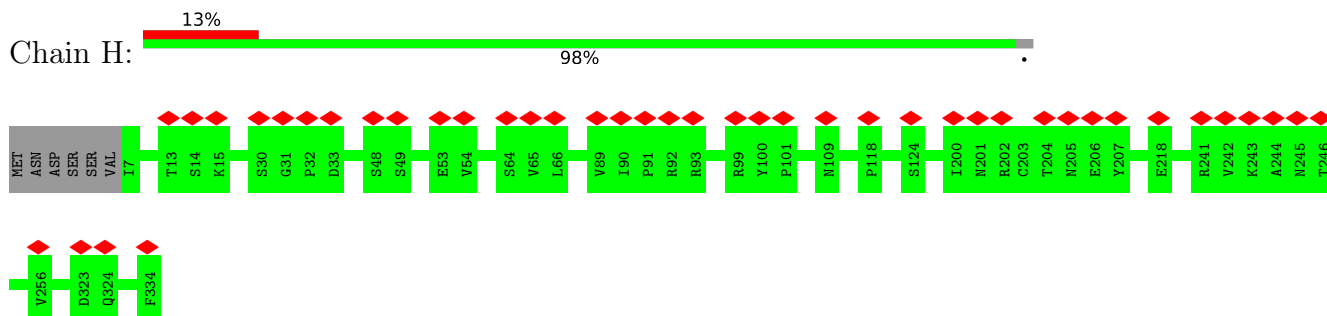 13%
Chain H:
98%
.
MET ASN ASP SER SER VAL I7 T13 S14 K15 S30 G31 P32 D33 S48 S49 E53 V54 S64 V65 L66 V89 I90 P91 R92 R93 R99 Y100 P101 N109 P118 S124 I200 N201 R202 C203 T204 N205 E206 Y207 E218 R241 V242 K243 A244 N245 T246
V256 D323 Q324 F334